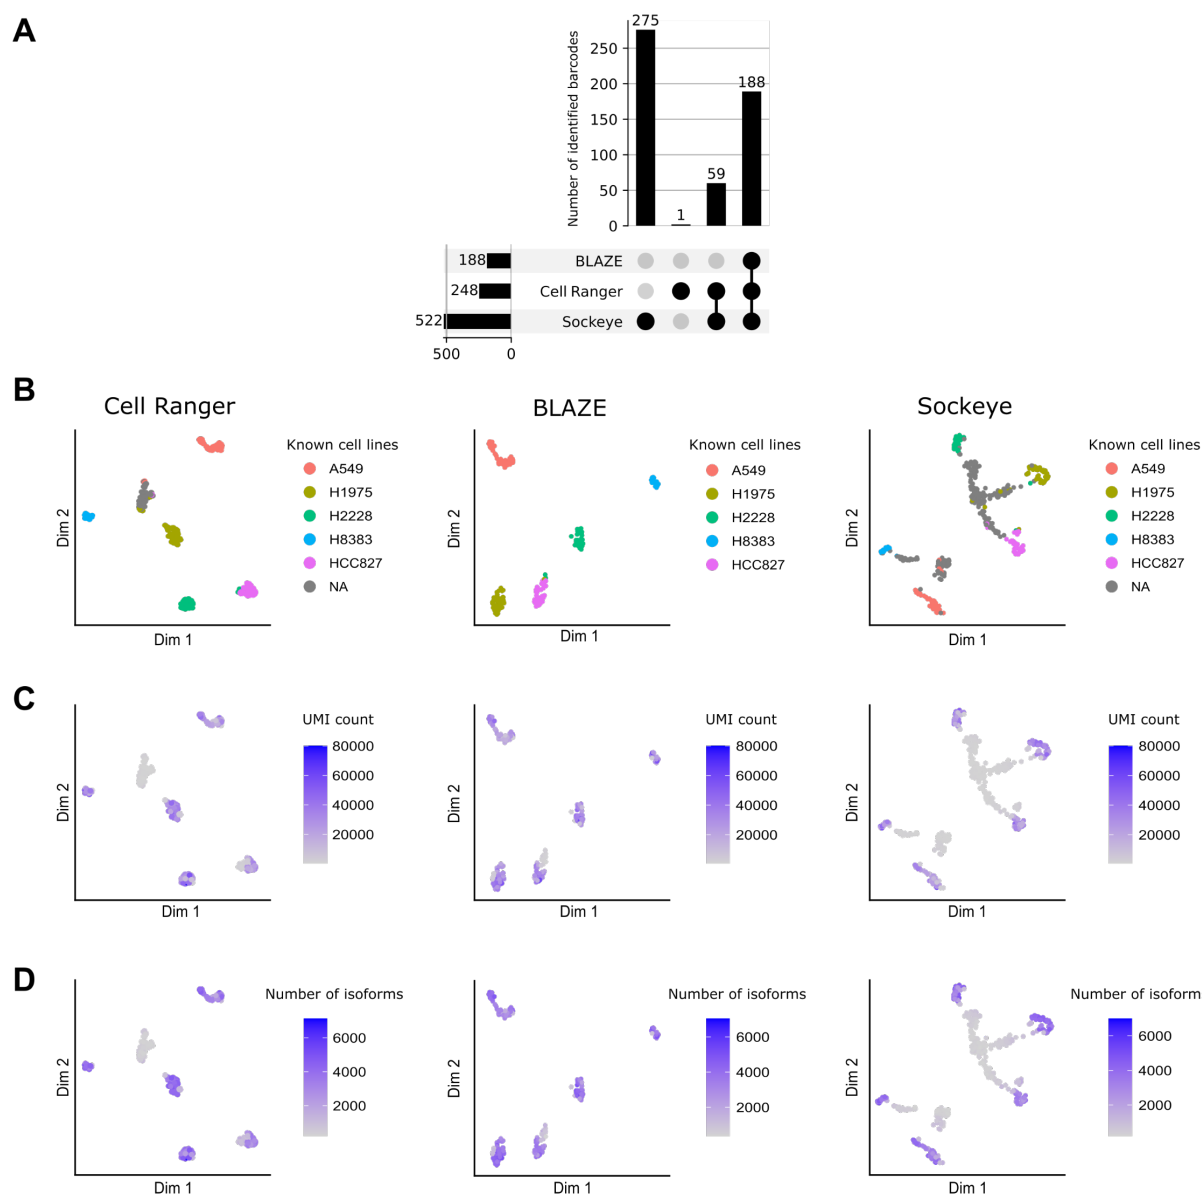 A
Number of identified barcodes
275
250
200
150
100
50
0
1
59
188
188
BLAZE
248
Cell Ranger
522
Sockeye
500
0
B
Cell Ranger
BLAZE
Sockeye
Dim 2
Known cell lines
A549
H1975
H2228
H8383
HCC827
NA
Dim 1
Dim 2
Known cell lines
A549
H1975
H2228
H8383
HCC827
Dim 1
Dim 2
Known cell lines
A549
H1975
H2228
H8383
HCC827
NA
Dim 1
C
Dim 2
UMI count
80000
60000
40000
20000
Dim 1
Dim 2
UMI count
80000
60000
40000
20000
Dim 1
Dim 2
UMI count
80000
60000
40000
20000
Dim 1
D
Dim 2
Number of isoforms
6000
4000
2000
Dim 1
Dim 2
Number of isoforms
6000
4000
2000
Dim 1
Dim 2
Number of isoform
6000
4000
2000
Dim 1